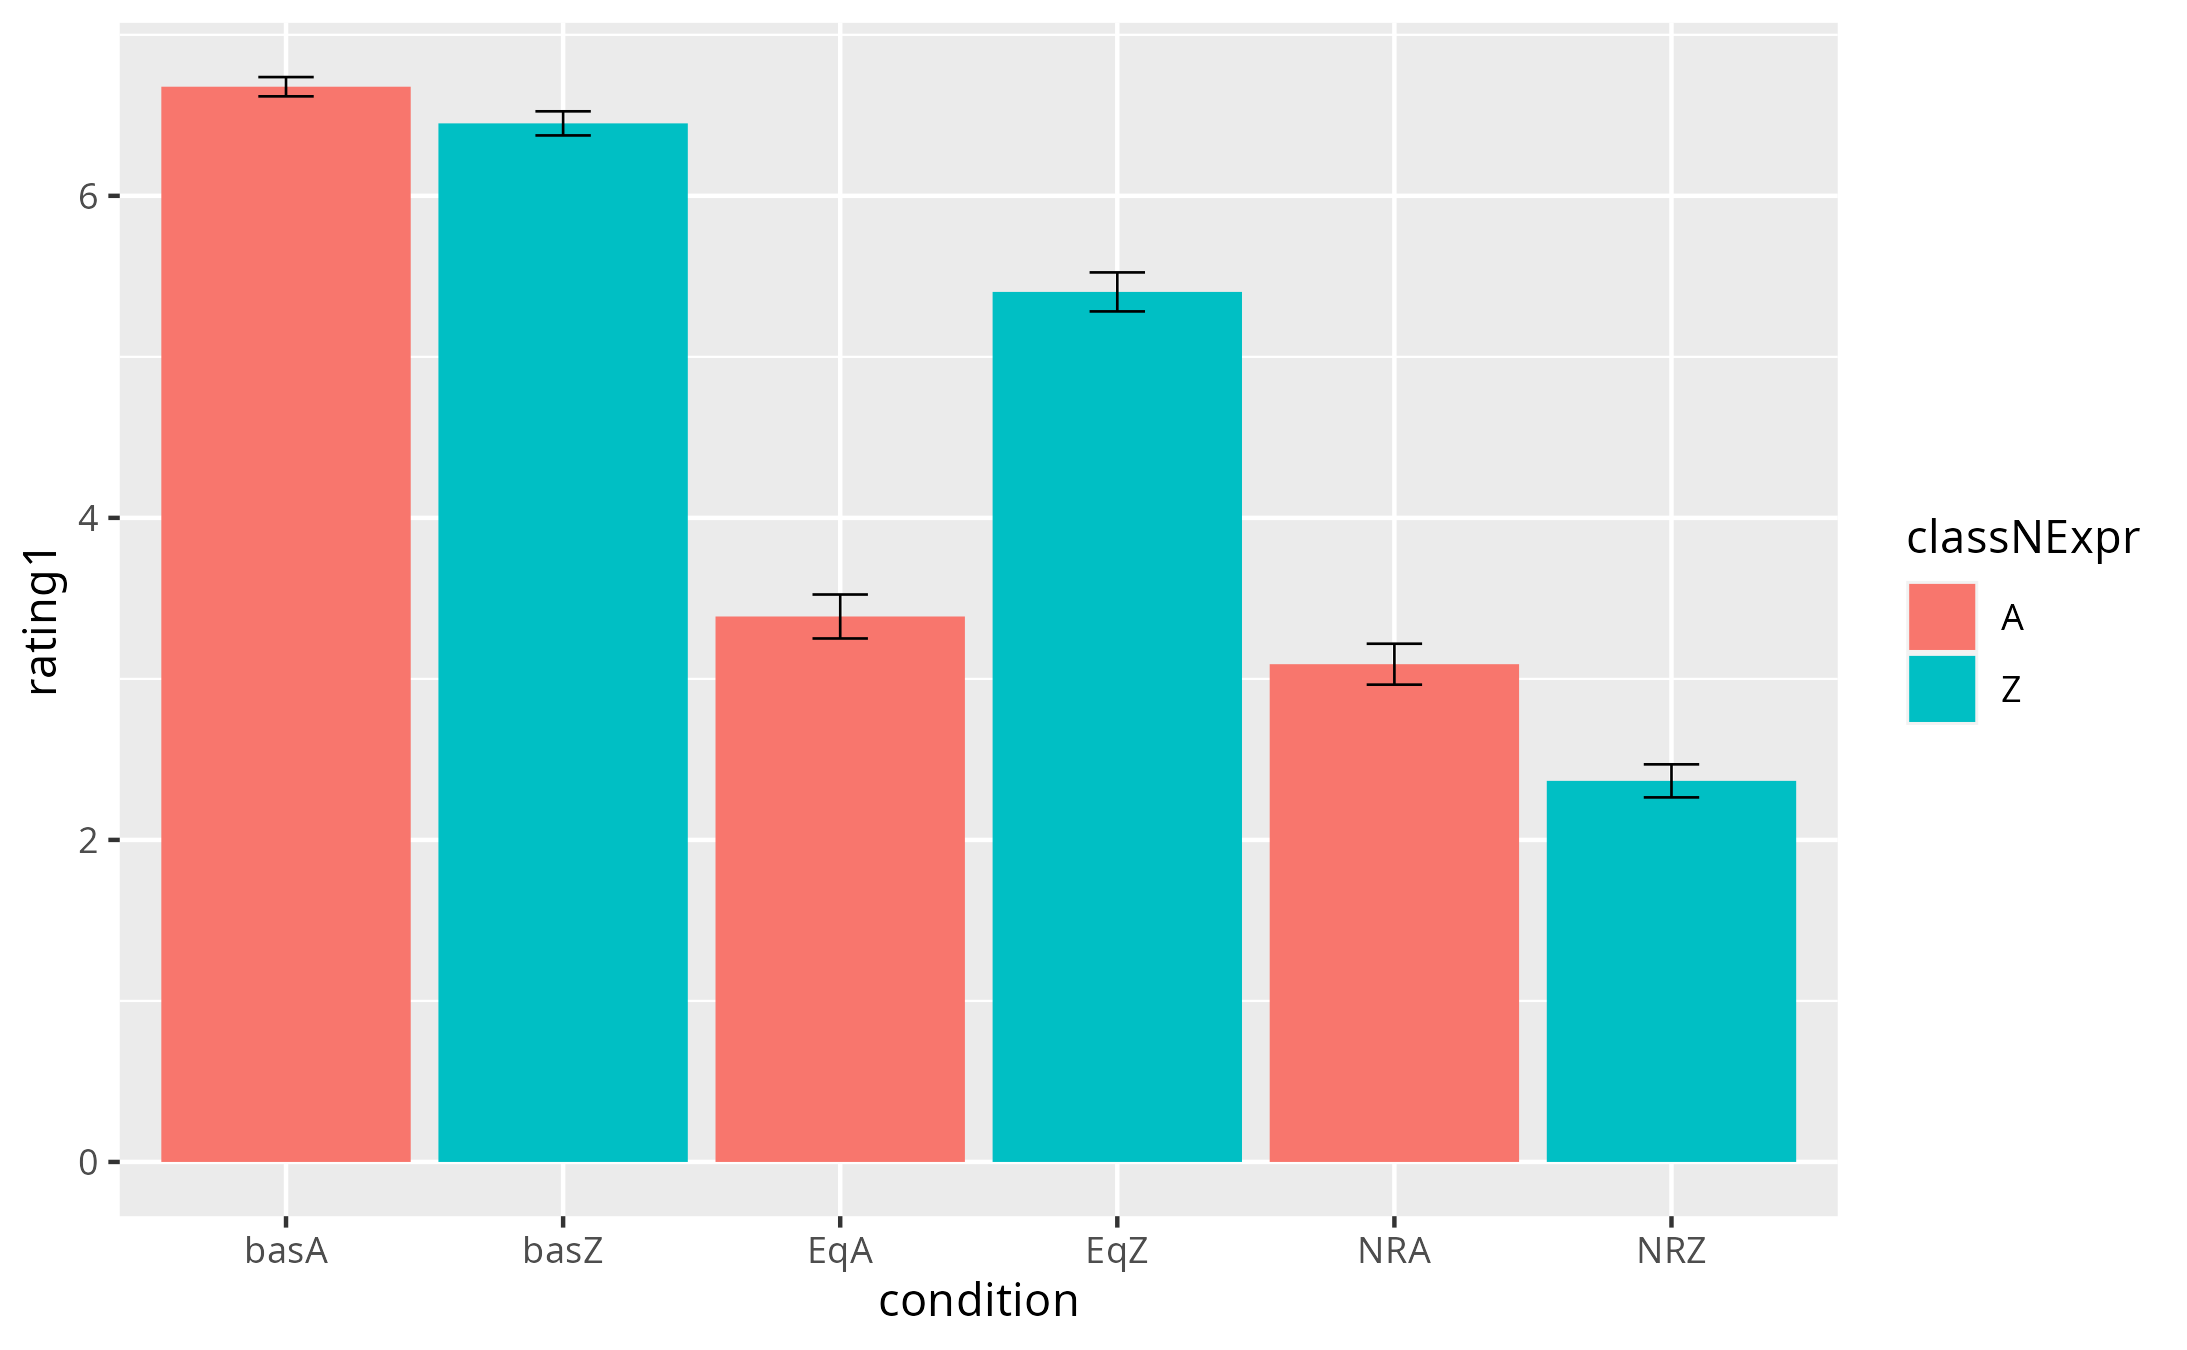 6
4
2
0
rating1
basA basZ EqA EqZ NRA NRZ
condition
classNExpr
A
Z